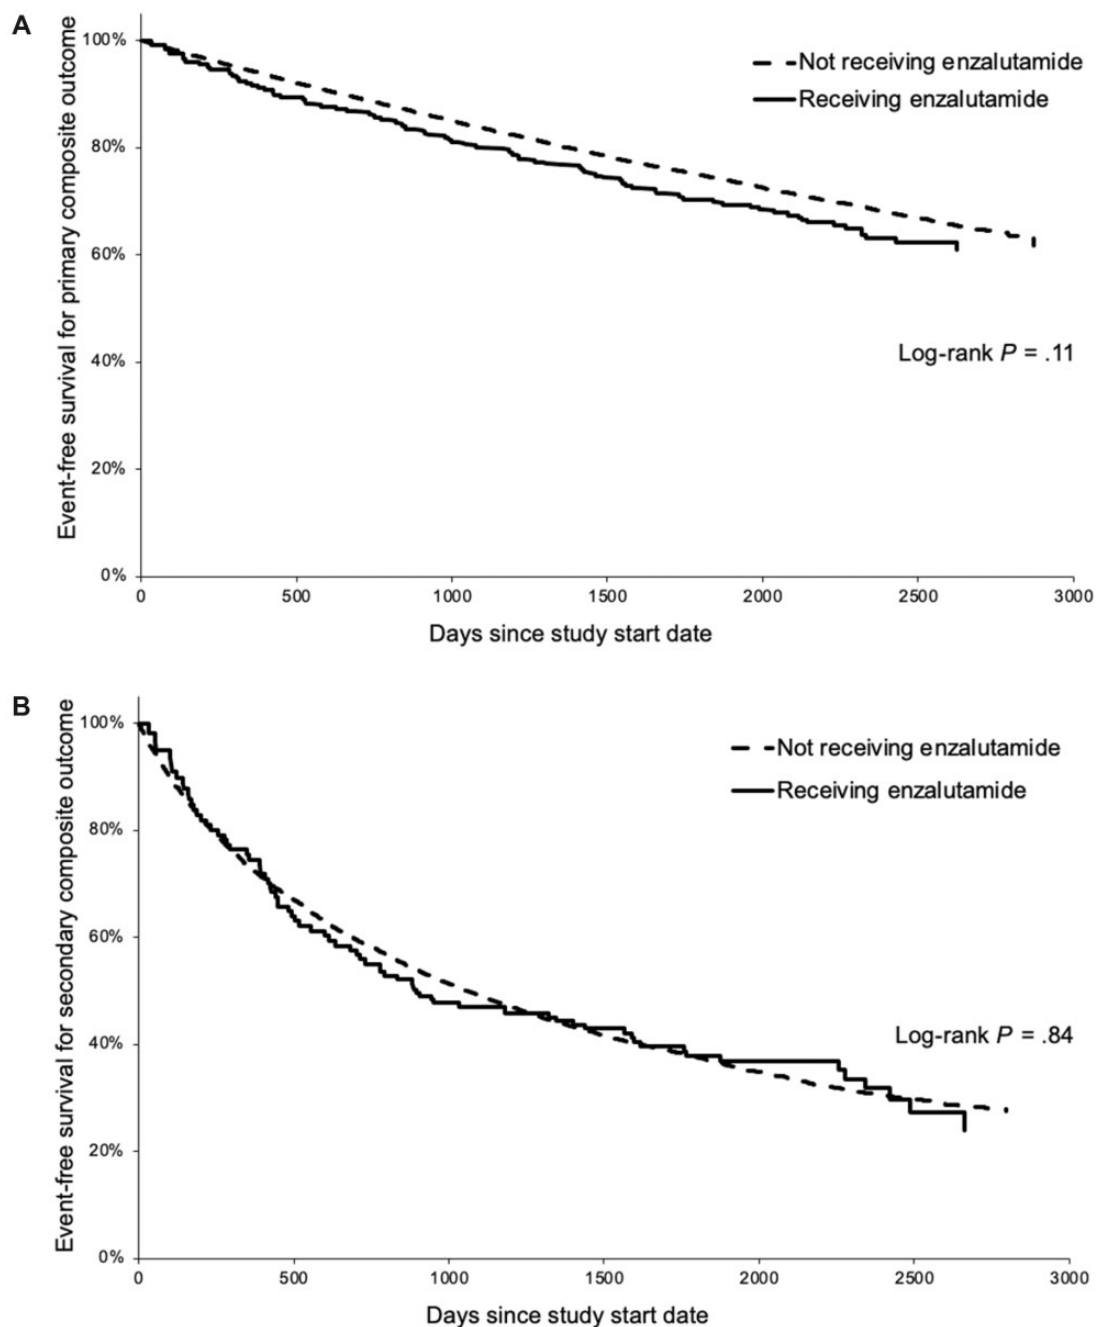 A
Event-free survival for primary composite outcome
100%
80%
60%
40%
20%
0%
Not receiving enzalutamide
Receiving enzalutamide
Log-rank P = .11
0 500 1000 1500 2000 2500 3000
Days since study start date
B
Event-free survival for secondary composite outcome
100%
80%
60%
40%
20%
0%
Not receiving enzalutamide
Receiving enzalutamide
Log-rank P = .84
0 500 1000 1500 2000 2500 3000
Days since study start date